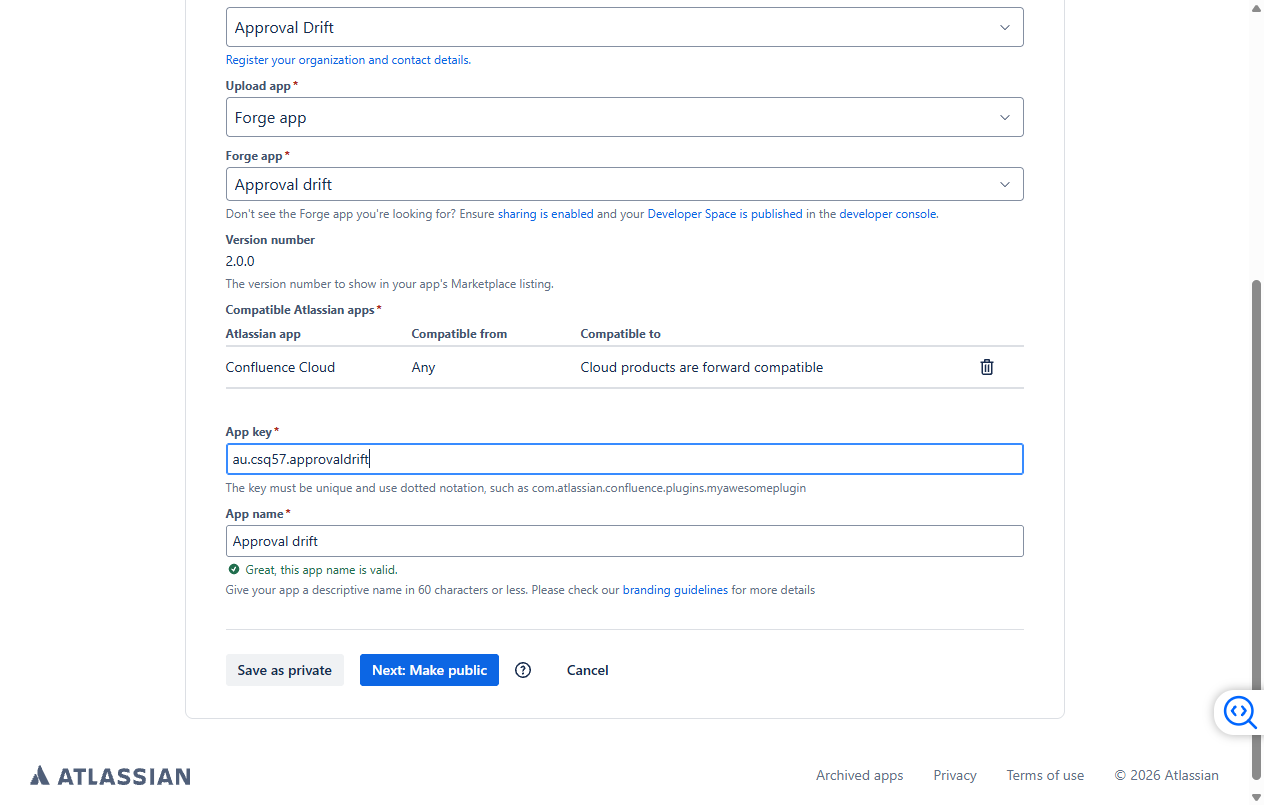 Approval Drift
Register your organization and contact details.
Upload app*
Forge app
Forge app*
Approval drift
Don't see the Forge app you're looking for? Ensure sharing is enabled and your Developer Space is published in the developer console.
Version number
2.0.0
The version number to show in your app's Marketplace listing.
Compatible Atlassian apps*
Atlassian app Compatible from Compatible to
Confluence Cloud Any Cloud products are forward compatible
App key*
au.csq57.approvaldrift
The key must be unique and use dotted notation, such as com.atlassian.confluence.plugins.myawesomeplugin
App name*
Approval drift
Great, this app name is valid.
Give your app a descriptive name in 60 characters or less. Please check our branding guidelines for more details
Save as private Next: Make public ? Cancel
ATLASSIAN Archived apps Privacy Terms of use © 2026 Atlassian